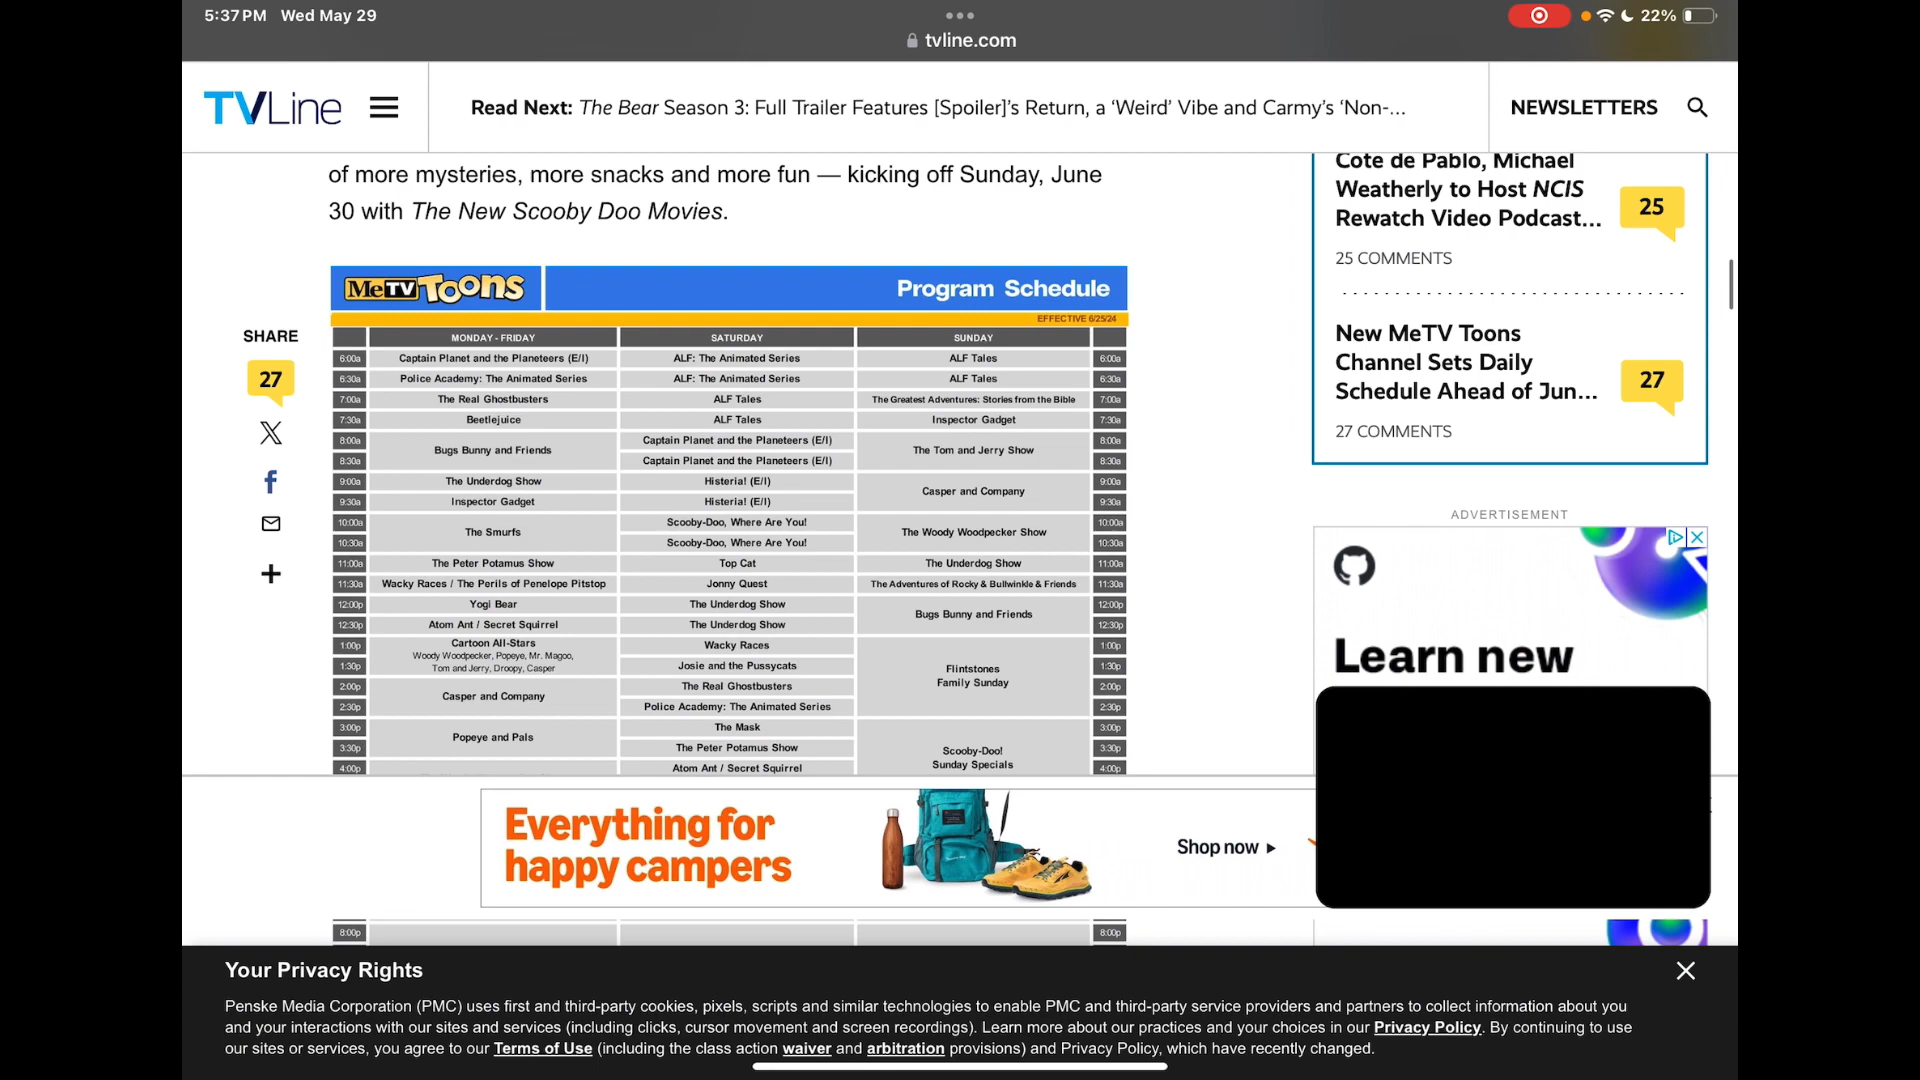 5:37 PM Wed May 29
22%
tvline.com
TVLine
Read Next: The Bear Season 3: Full Trailer Features [Spoiler]’s Return, a ‘Weird’ Vibe and Carmy’s ‘Non-...
NEWSLETTERS
of more mysteries, more snacks and more fun — kicking off Sunday, June
30 with The New Scooby Doo Movies.
SHARE
27
MeTV Toons
Program Schedule
EFFECTIVE 6/25/24
MONDAY - FRIDAY SATURDAY SUNDAY
6:00a Captain Planet and the Planeteers (E/I) ALF: The Animated Series ALF Tales 6:00a
6:30a Police Academy: The Animated Series ALF: The Animated Series ALF Tales 6:30a
7:00a The Real Ghostbusters ALF Tales The Greatest Adventures: Stories from the Bible 7:00a
7:30a Beetlejuice ALF Tales Inspector Gadget 7:30a
8:00a Captain Planet and the Planeteers (E/I) 8:00a
Bugs Bunny and Friends The Tom and Jerry Show
8:30a Captain Planet and the Planeteers (E/I) 8:30a
9:00a The Underdog Show Histeria! (E/I) 9:00a
Casper and Company
9:30a Inspector Gadget Histeria! (E/I) 9:30a
10:00a Scooby-Doo, Where Are You! 10:00a
The Smurfs The Woody Woodpecker Show
10:30a Scooby-Doo, Where Are You! 10:30a
11:00a The Peter Potamus Show Top Cat The Underdog Show 11:00a
11:30a Wacky Races / The Perils of Penelope Pitstop Jonny Quest The Adventures of Rocky & Bullwinkle & Friends 11:30a
12:00p Yogi Bear The Underdog Show 12:00p
Bugs Bunny and Friends
12:30p Atom Ant / Secret Squirrel The Underdog Show 12:30p
1:00p Cartoon All-Stars Wacky Races 1:00p
Woody Woodpecker, Popeye, Mr. Magoo,
1:30p Tom and Jerry, Droopy, Casper Josie and the Pussycats Flintstones 1:30p
Family Sunday
2:00p The Real Ghostbusters 2:00p
Casper and Company
2:30p Police Academy: The Animated Series 2:30p
3:00p The Mask 3:00p
Popeye and Pals
3:30p The Peter Potamus Show Scooby-Doo! 3:30p
Sunday Specials
4:00p Atom Ant / Secret Squirrel 4:00p
8:00p 8:00p
Cote de Pablo, Michael
Weatherly to Host NCIS
Rewatch Video Podcast...
25
25 COMMENTS
New MeTV Toons
Channel Sets Daily
Schedule Ahead of Jun...
27
27 COMMENTS
ADVERTISEMENT
Learn new
Everything for
happy campers
Shop now
Your Privacy Rights
Penske Media Corporation (PMC) uses first and third-party cookies, pixels, scripts and similar technologies to enable PMC and third-party service providers and partners to collect information about you
and your interactions with our sites and services (including clicks, cursor movement and screen recordings). Learn more about our practices and your choices in our Privacy Policy. By continuing to use
our sites or services, you agree to our Terms of Use (including the class action waiver and arbitration provisions) and Privacy Policy, which have recently changed.